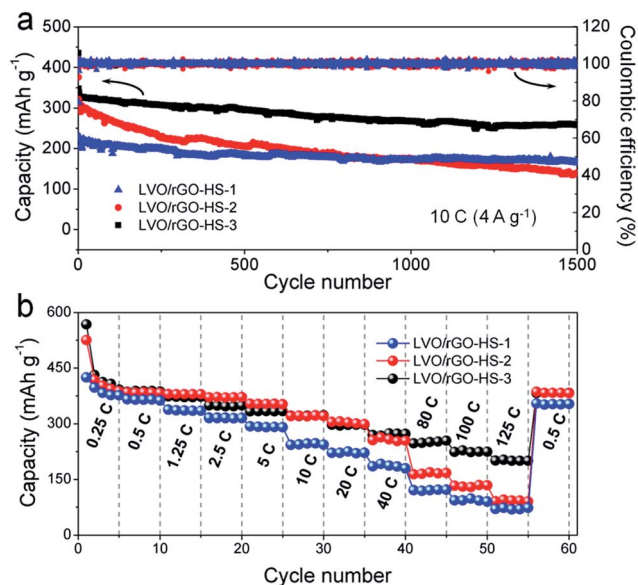 a
500
400
300
200
100
0
Capacity (mAh g⁻¹)
120
100
80
60
40
20
0
Coulombic efficiency (%)
LVO/rGO-HS-1
LVO/rGO-HS-2
LVO/rGO-HS-3
10 C (4 A g⁻¹)
0
500
1000
1500
Cycle number
b
600
450
300
150
0
Capacity (mAh g⁻¹)
LVO/rGO-HS-1
LVO/rGO-HS-2
LVO/rGO-HS-3
0.25 C
0.5 C
1.25 C
2.5 C
5 C
10 C
20 C
40 C
80 C
100 C
125 C
0.5 C
0
10
20
30
40
50
60
Cycle number